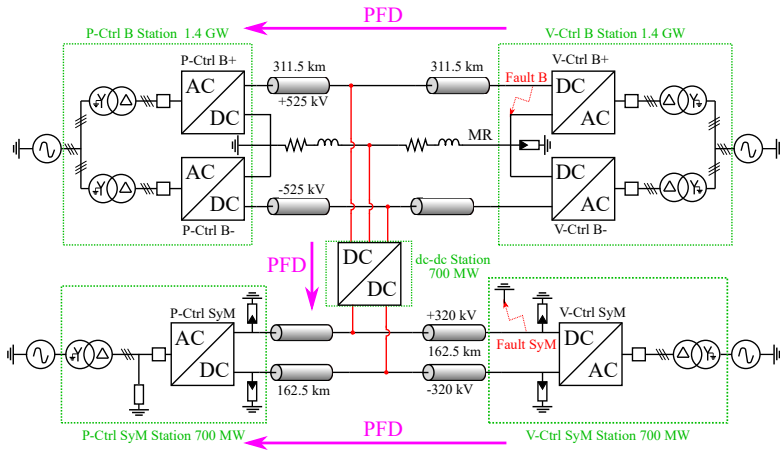 PFD
P-Ctrl B Station 1.4 GW
V-Ctrl B Station 1.4 GW
P-Ctrl B+
311.5 km
311.5 km
V-Ctrl B+
Fault B
AC
DC
+525 kV
DC
AC
MR
AC
DC
-525 kV
DC
AC
P-Ctrl B-
V-Ctrl B-
PFD
DC
DC
dc-dc Station
700 MW
P-Ctrl SyM
+320 kV
V-Ctrl SyM
AC
DC
162.5 km
Fault SyM
DC
AC
162.5 km
-320 kV
P-Ctrl SyM Station 700 MW
PFD
V-Ctrl SyM Station 700 MW